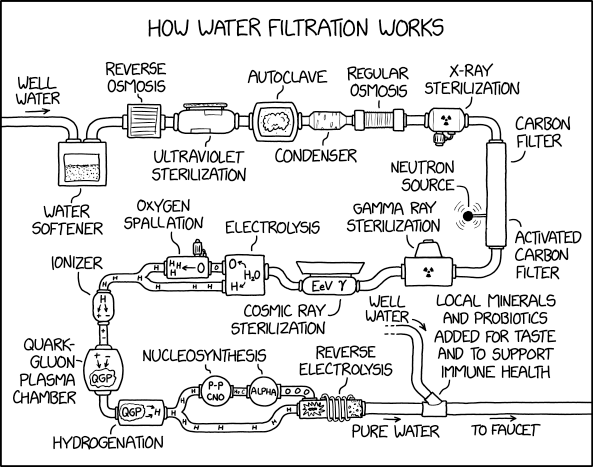 HOW WATER FILTRATION WORKS
WELL
WATER
REVERSE
OSMOSIS
AUTOCLAVE
REGULAR
OSMOSIS
X-RAY
STERILIZATION
WATER
SOFTENER
ULTRAVIOLET
STERILIZATION
CONDENSER
CARBON
FILTER
NEUTRON
SOURCE
ACTIVATED
CARBON
FILTER
GAMMA RAY
STERILIZATION
COSMIC RAY
STERILIZATION
EeV γ
ELECTROLYSIS
O
H₂O
H
OXYGEN
SPALLATION
H H
H
H
O
O
H
H
H
H
H
H
IONIZER
H
+
-
+
QUARK-
GLUON
PLASMA
CHAMBER
+
-
QGP
HYDROGENATION
QGP
H
H
H
H
H
NUCLEOSYNTHESIS
P-P
CNO
He C
ALPHA
O O O
H
REVERSE
ELECTROLYSIS
PURE WATER
WELL
WATER
LOCAL MINERALS
AND PROBIOTICS
ADDED FOR TASTE
AND TO SUPPORT
IMMUNE HEALTH
TO FAUCET